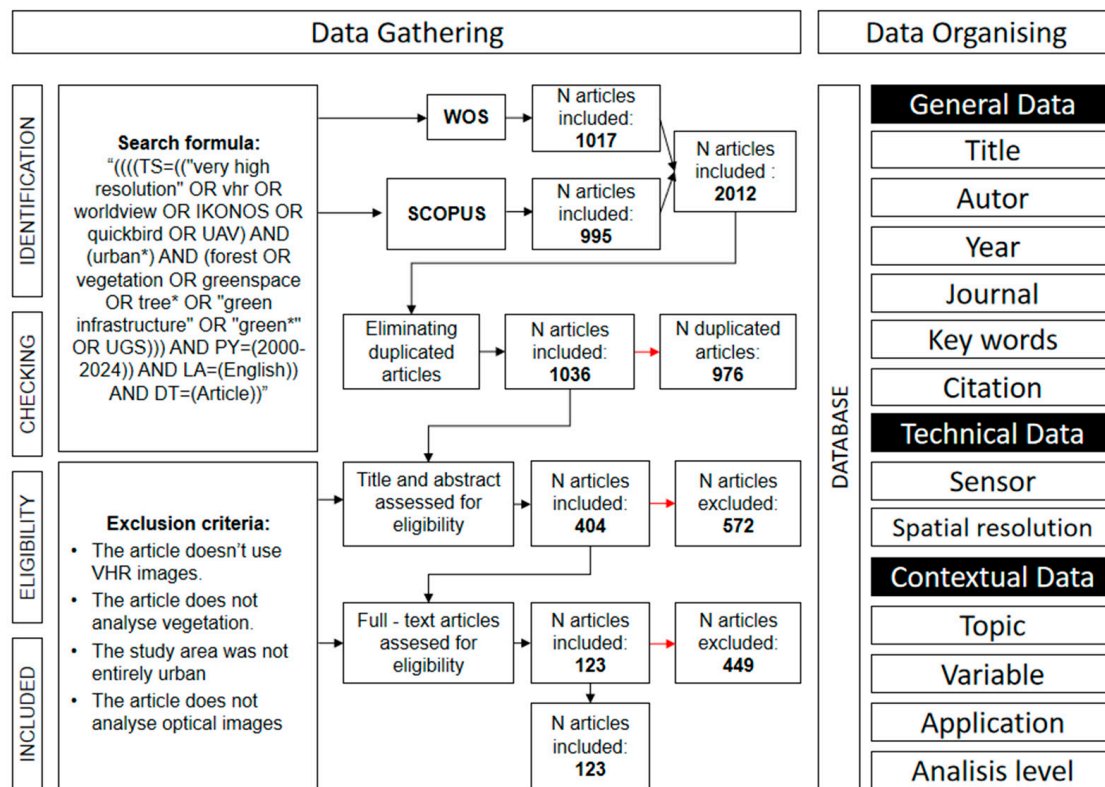 Data Gathering
Data Organising
IDENTIFICATION
CHECKING
ELIGIBILITY
INCLUDED
Search formula:
“((((TS=(("very high
resolution" OR vhr OR
worldview OR IKONOS OR
quickbird OR UAV) AND
(urban*) AND (forest OR
vegetation OR greenspace
OR tree* OR "green
infrastructure" OR "green*"
OR UGS))) AND PY=(2000-
2024)) AND LA=(English))
AND DT=(Article))”
WOS
N articles
included:
1017
SCOPUS
N articles
included:
995
N articles
included :
2012
Eliminating
duplicated
articles
N articles
included:
1036
N duplicated
articles:
976
Exclusion criteria:
• The article doesn’t use
VHR images.
• The article does not
analyse vegetation.
• The study area was not
entirely urban
• The article does not
analyse optical images
Title and abstract
assessed for
eligibility
N articles
included:
404
N articles
excluded:
572
Full - text articles
assesed for
eligibility
N articles
included:
123
N articles
excluded:
449
N articles
included:
123
DATABASE
General Data
Title
Autor
Year
Journal
Key words
Citation
Technical Data
Sensor
Spatial resolution
Contextual Data
Topic
Variable
Application
Analisis level